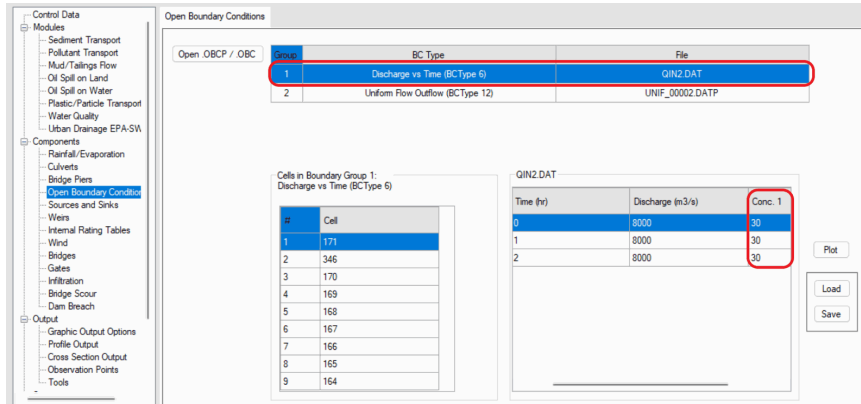 Control Data
Modules
Sediment Transport
Pollutant Transport
Mud/Tailings Flow
Oil Spill on Land
Oil Spill on Water
Plastic/Particle Transport
Water Quality
Urban Drainage EPA-SW
Components
Rainfall/Evaporation
Culverts
Bridge Piers
Open Boundary Condition
Sources and Sinks
Weirs
Internal Rating Tables
Wind
Bridges
Gates
Infiltration
Bridge Scour
Dam Breach
Output
Graphic Output Options
Profile Output
Cross Section Output
Observation Points
Tools
Open Boundary Conditions
Open .OBCP / .OBC
Group BC Type File
1 Discharge vs Time (BCType 6) QIN2.DAT
2 Uniform Flow Outflow (BCType 12) UNIF_00002.DATP
Cells in Boundary Group 1:
Discharge vs Time (BCType 6)
# Cell
1 171
2 346
3 170
4 169
5 168
6 167
7 166
8 165
9 164
QIN2.DAT
Time (hr) Discharge (m3/s) Conc. 1
0 8000 30
1 8000 30
2 8000 30
Plot
Load
Save